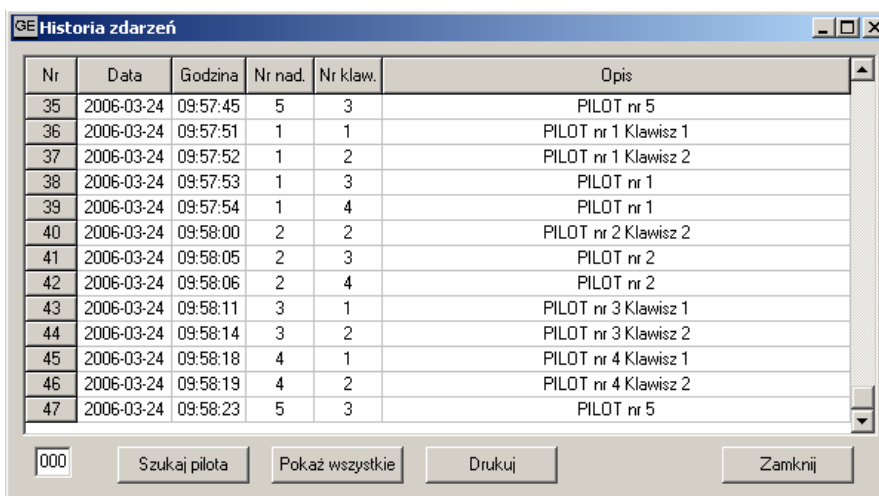 GE Historia zdarzeń
Nr Data Godzina Nr nad. Nr klaw. Opis
35 2006-03-24 09:57:45 5 3 PILOT nr 5
36 2006-03-24 09:57:51 1 1 PILOT nr 1 Klawisz 1
37 2006-03-24 09:57:52 1 2 PILOT nr 1 Klawisz 2
38 2006-03-24 09:57:53 1 3 PILOT nr 1
39 2006-03-24 09:57:54 1 4 PILOT nr 1
40 2006-03-24 09:58:00 2 2 PILOT nr 2 Klawisz 2
41 2006-03-24 09:58:05 2 3 PILOT nr 2
42 2006-03-24 09:58:06 2 4 PILOT nr 2
43 2006-03-24 09:58:11 3 1 PILOT nr 3 Klawisz 1
44 2006-03-24 09:58:14 3 2 PILOT nr 3 Klawisz 2
45 2006-03-24 09:58:18 4 1 PILOT nr 4 Klawisz 1
46 2006-03-24 09:58:19 4 2 PILOT nr 4 Klawisz 2
47 2006-03-24 09:58:23 5 3 PILOT nr 5
000 Szukaj pilota Pokaż wszystkie Drukuj Zamknij